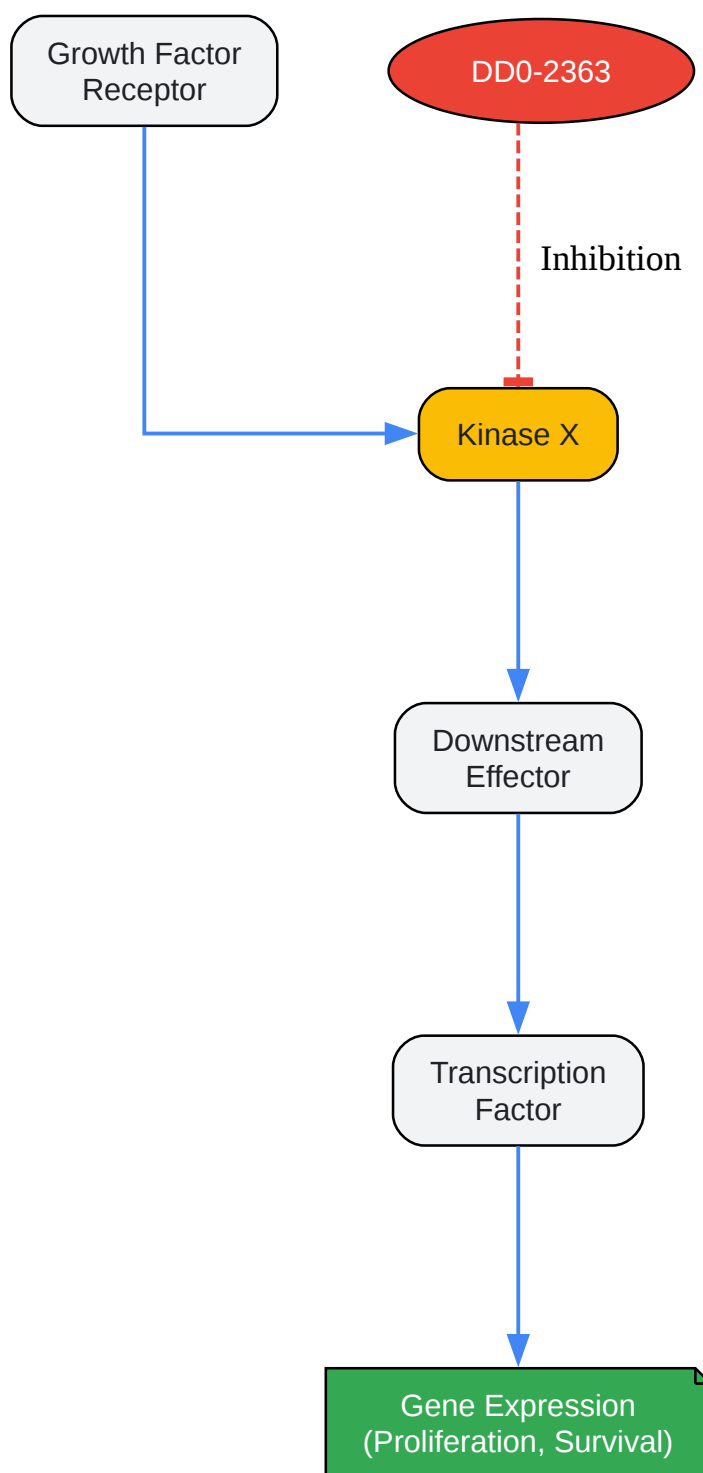 Growth Factor
Receptor
DD0-2363
Inhibition
Kinase X
Downstream
Effector
Transcription
Factor
Gene Expression
(Proliferation, Survival)